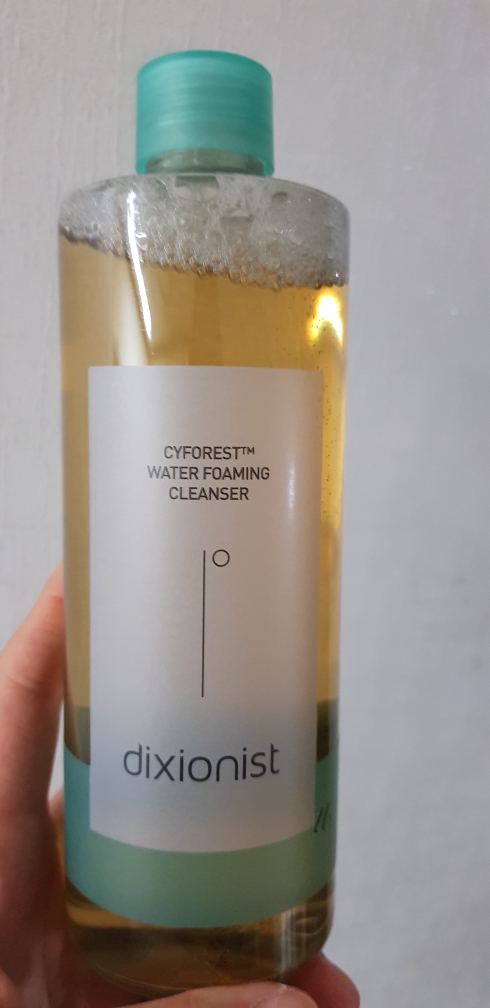 CYFOREST™
WATER FOAMING
CLEANSER
dixionist